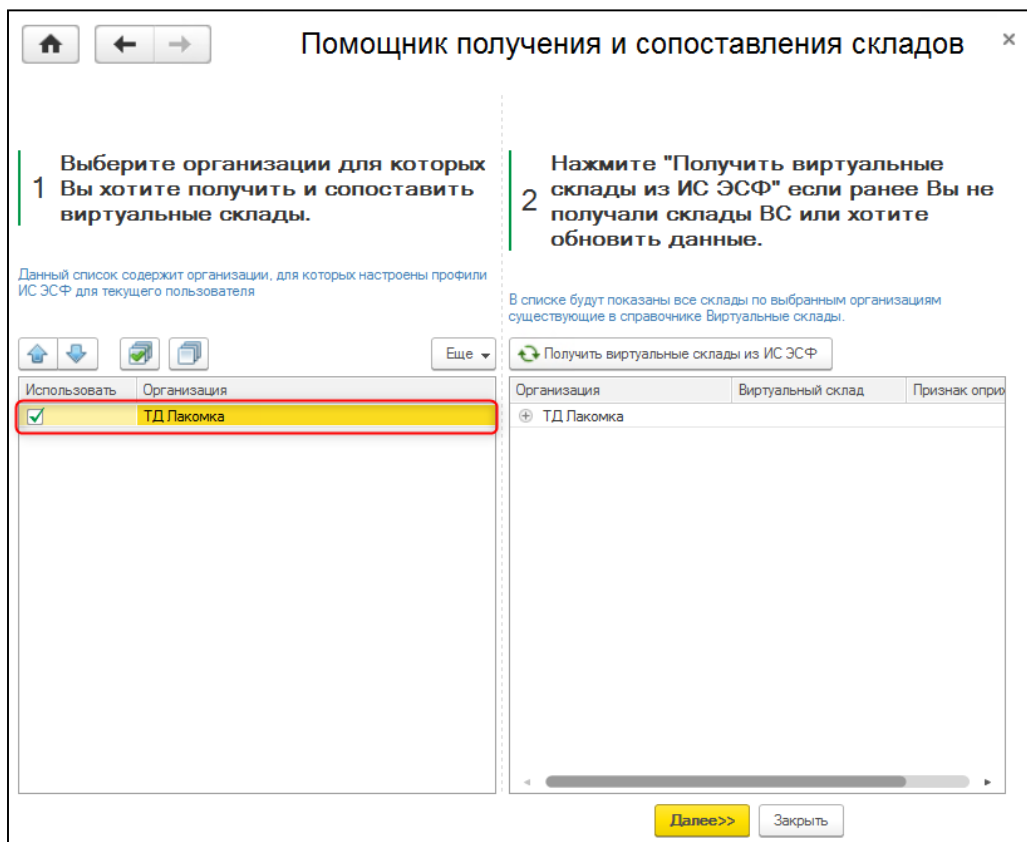 Помощник получения и сопоставления складов
1
Выберите организации для которых
Вы хотите получить и сопоставить
виртуальные склады.
Данный список содержит организации, для которых настроены профили
ИС ЭСФ для текущего пользователя
Еще
Использовать Организация
ТД Лакомка
2
Нажмите "Получить виртуальные
склады из ИС ЭСФ" если ранее Вы не
получали склады ВС или хотите
обновить данные.
В списке будут показаны все склады по выбранным организациям
существующие в справочнике Виртуальные склады.
Получить виртуальные склады из ИС ЭСФ
Организация Виртуальный склад Признак оприх
ТД Лакомка
Далее>> Закрыть